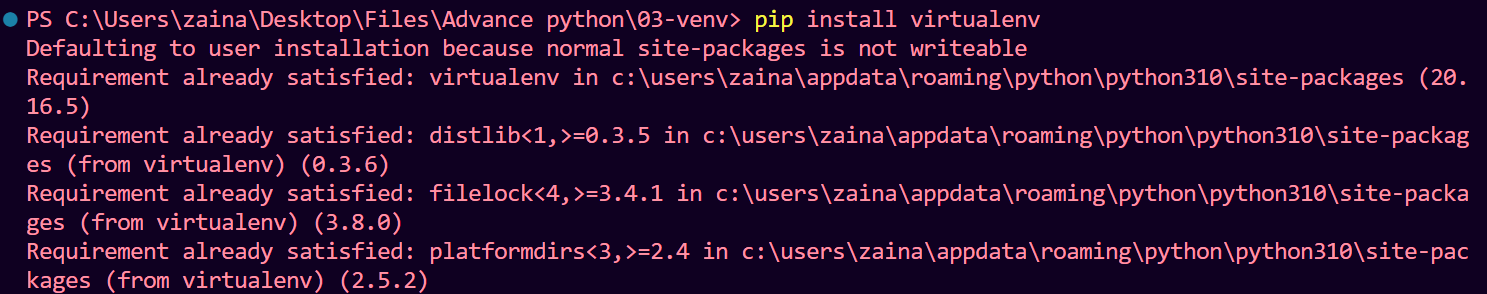 PS C:\Users\zaina\Desktop\Files\Advance python\03-venv> pip install virtualenv
Defaulting to user installation because normal site-packages is not writeable
Requirement already satisfied: virtualenv in c:\users\zaina\appdata\roaming\python\python310\site-packages (20.
16.5)
Requirement already satisfied: distlib<1,>=0.3.5 in c:\users\zaina\appdata\roaming\python\python310\site-packag
es (from virtualenv) (0.3.6)
Requirement already satisfied: filelock<4,>=3.4.1 in c:\users\zaina\appdata\roaming\python\python310\site-packa
ges (from virtualenv) (3.8.0)
Requirement already satisfied: platformdirs<3,>=2.4 in c:\users\zaina\appdata\roaming\python\python310\site-pac
kages (from virtualenv) (2.5.2)